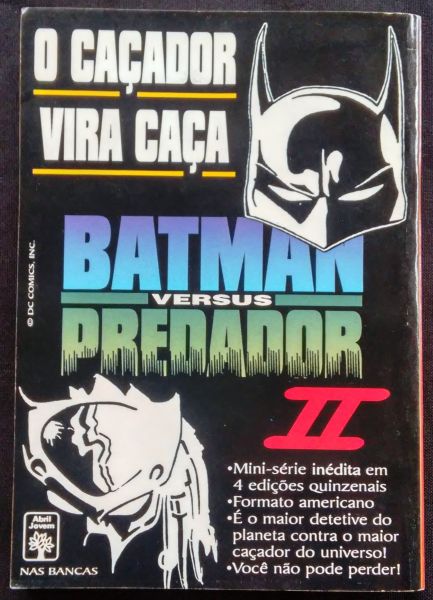 O CAÇADOR
VIRA CAÇA
BATMAN
VERSUS
PREDADOR
II
© DC COMICS, INC.
•Mini-série inédita em
4 edições quinzenais
•Formato americano
•É o maior detetive do
planeta contra o maior
caçador do universo!
•Você não pode perder!
Abril
Jovem
NAS BANCAS